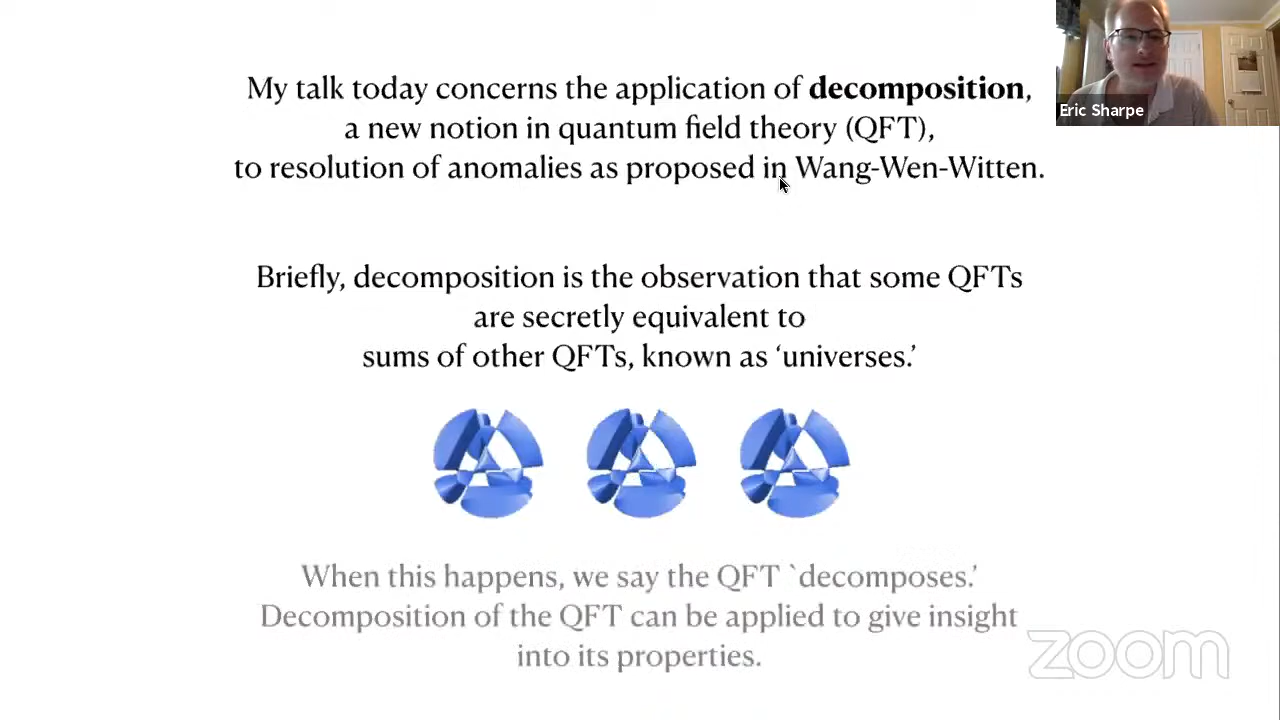 My talk today concerns the application of decomposition,
a new notion in quantum field theory (QFT),
to resolution of anomalies as proposed in Wang-Wen-Witten.
Eric Sharpe
Briefly, decomposition is the observation that some QFTs
are secretly equivalent to
sums of other QFTs, known as ‘universes.’
When this happens, we say the QFT `decomposes.’
Decomposition of the QFT can be applied to give insight
into its properties.
zoom